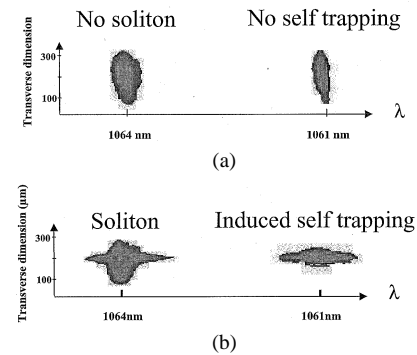 No soliton No self trapping
Transverse dimension
300
100
λ
1064 nm 1061 nm
(a)
Soliton Induced self trapping
Transverse dimension (μm)
300
100
λ
1064nm 1061nm
(b)